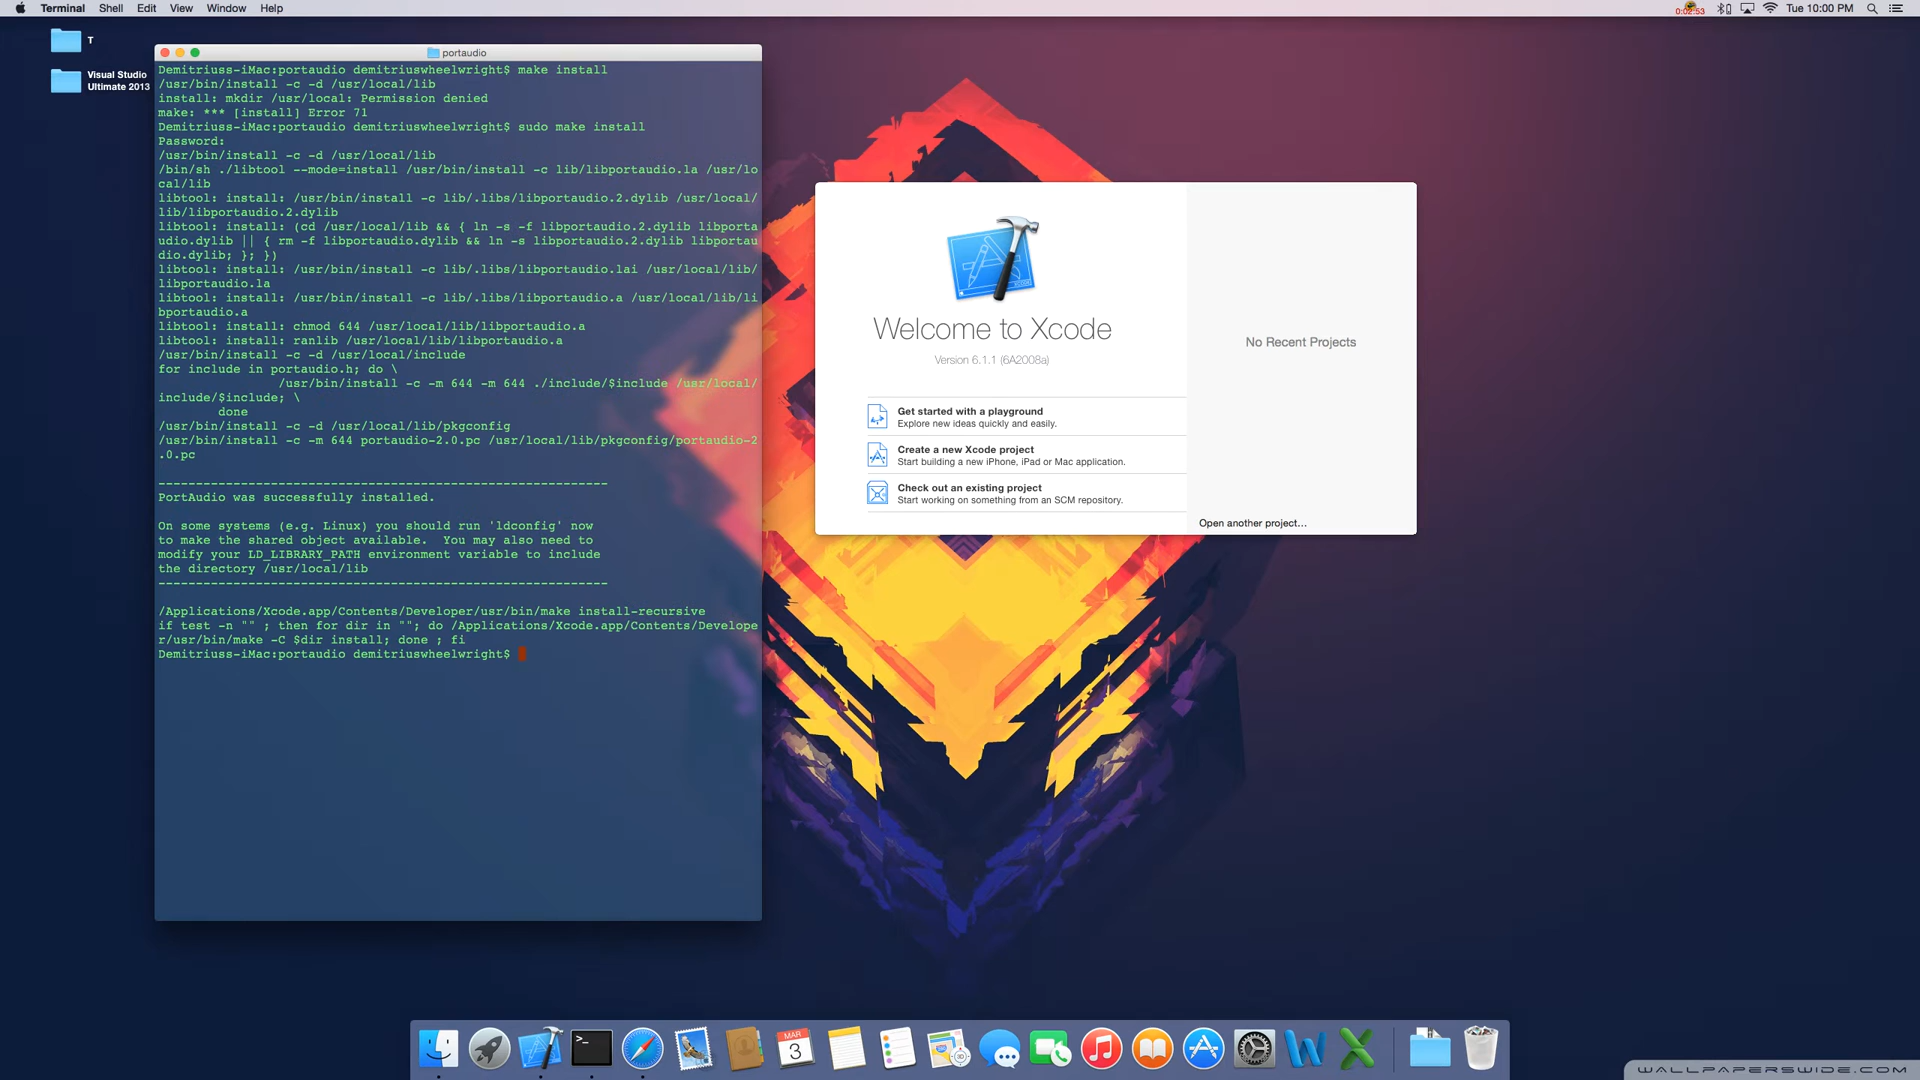 Terminal Shell Edit View Window Help
0:02:53 Tue 10:00 PM
T
Visual Studio
Ultimate 2013
portaudio
Demitriuss-iMac:portaudio demitriuswheelwright$ make install
/usr/bin/install -c -d /usr/local/lib
install: mkdir /usr/local: Permission denied
make: *** [install] Error 71
Demitriuss-iMac:portaudio demitriuswheelwright$ sudo make install
Password:
/usr/bin/install -c -d /usr/local/lib
/bin/sh ./libtool --mode=install /usr/bin/install -c lib/libportaudio.la /usr/lo
cal/lib
libtool: install: /usr/bin/install -c lib/.libs/libportaudio.2.dylib /usr/local/
lib/libportaudio.2.dylib
libtool: install: (cd /usr/local/lib && { ln -s -f libportaudio.2.dylib libporta
udio.dylib || { rm -f libportaudio.dylib && ln -s libportaudio.2.dylib libportau
dio.dylib; }; })
libtool: install: /usr/bin/install -c lib/.libs/libportaudio.lai /usr/local/lib/
libportaudio.la
libtool: install: /usr/bin/install -c lib/.libs/libportaudio.a /usr/local/lib/li
bportaudio.a
libtool: install: chmod 644 /usr/local/lib/libportaudio.a
libtool: install: ranlib /usr/local/lib/libportaudio.a
/usr/bin/install -c -d /usr/local/include
for include in portaudio.h; do \
/usr/bin/install -c -m 644 -m 644 ./include/$include /usr/local/
include/$include; \
done
/usr/bin/install -c -d /usr/local/lib/pkgconfig
/usr/bin/install -c -m 644 portaudio-2.0.pc /usr/local/lib/pkgconfig/portaudio-2
.0.pc
------------------------------------------------------------
PortAudio was successfully installed.
On some systems (e.g. Linux) you should run 'ldconfig' now
to make the shared object available.  You may also need to
modify your LD_LIBRARY_PATH environment variable to include
the directory /usr/local/lib
------------------------------------------------------------
/Applications/Xcode.app/Contents/Developer/usr/bin/make install-recursive
if test -n "" ; then for dir in ""; do /Applications/Xcode.app/Contents/Develope
r/usr/bin/make -C $dir install; done ; fi
Demitriuss-iMac:portaudio demitriuswheelwright$
Welcome to Xcode
Version 6.1.1 (6A2008a)
Get started with a playground
Explore new ideas quickly and easily.
Create a new Xcode project
Start building a new iPhone, iPad or Mac application.
Check out an existing project
Start working on something from an SCM repository.
No Recent Projects
Open another project...
MAR
3
WALLPAPERSWIDE.COM